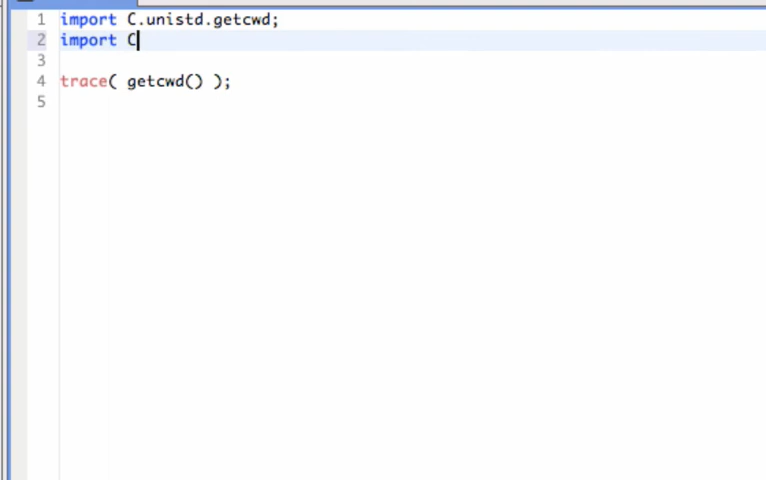 1 import C.unistd.getcwd;
2 import C
3
4 trace( getcwd() );
5